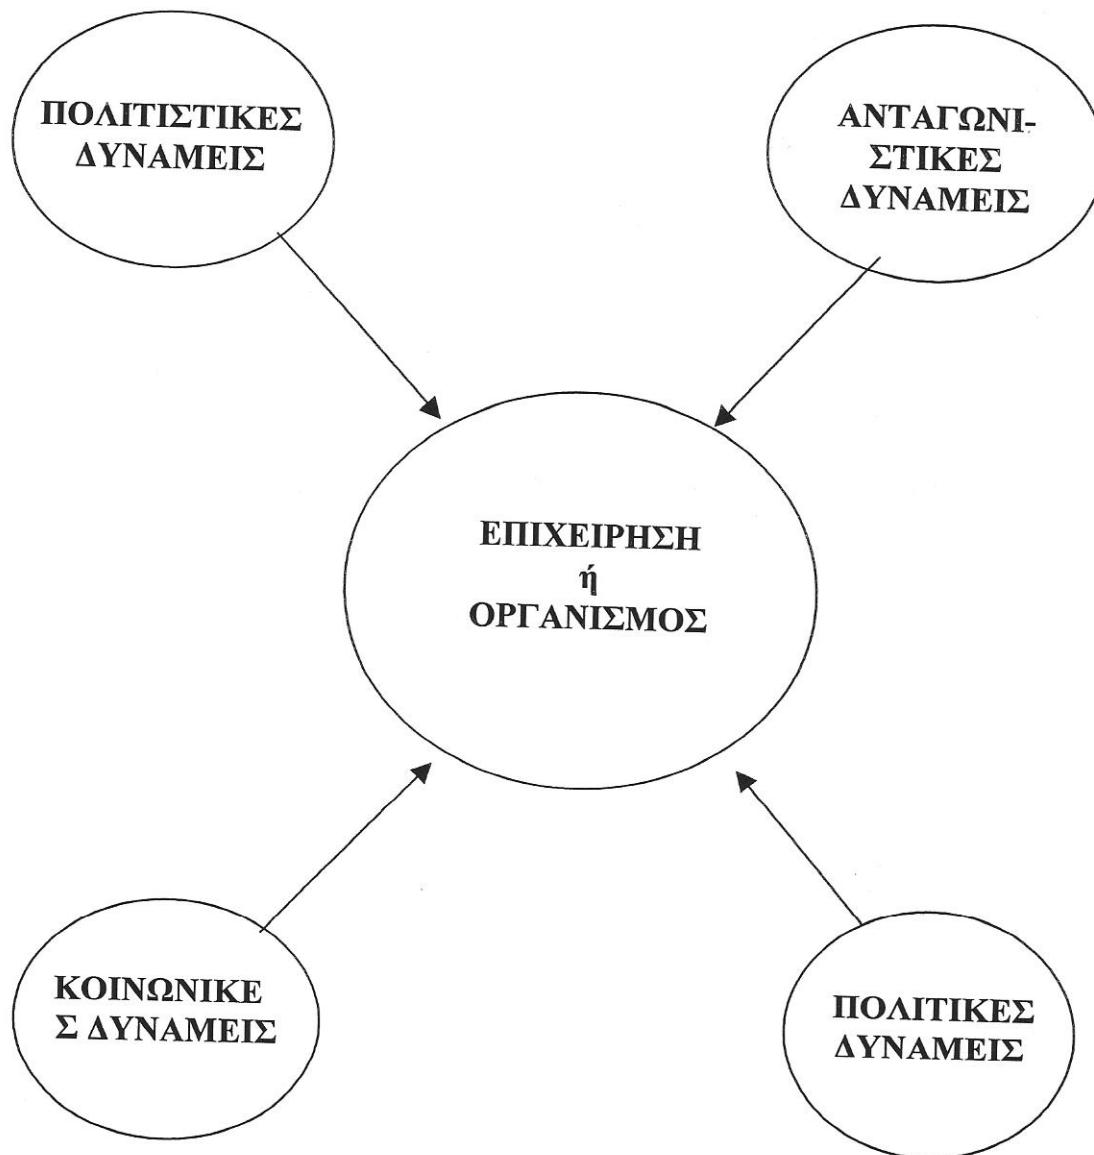 ΠΟΛΙΤΙΣΤΙΚΕΣ
ΔΥΝΑΜΕΙΣ
ΑΝΤΑΓΩΝΙ-
ΣΤΙΚΕΣ
ΔΥΝΑΜΕΙΣ
ΕΠΙΧΕΙΡΗΣΗ
ή
ΟΡΓΑΝΙΣΜΟΣ
ΚΟΙΝΩΝΙΚΕ
Σ ΔΥΝΑΜΕΙΣ
ΠΟΛΙΤΙΚΕΣ
ΔΥΝΑΜΕΙΣ